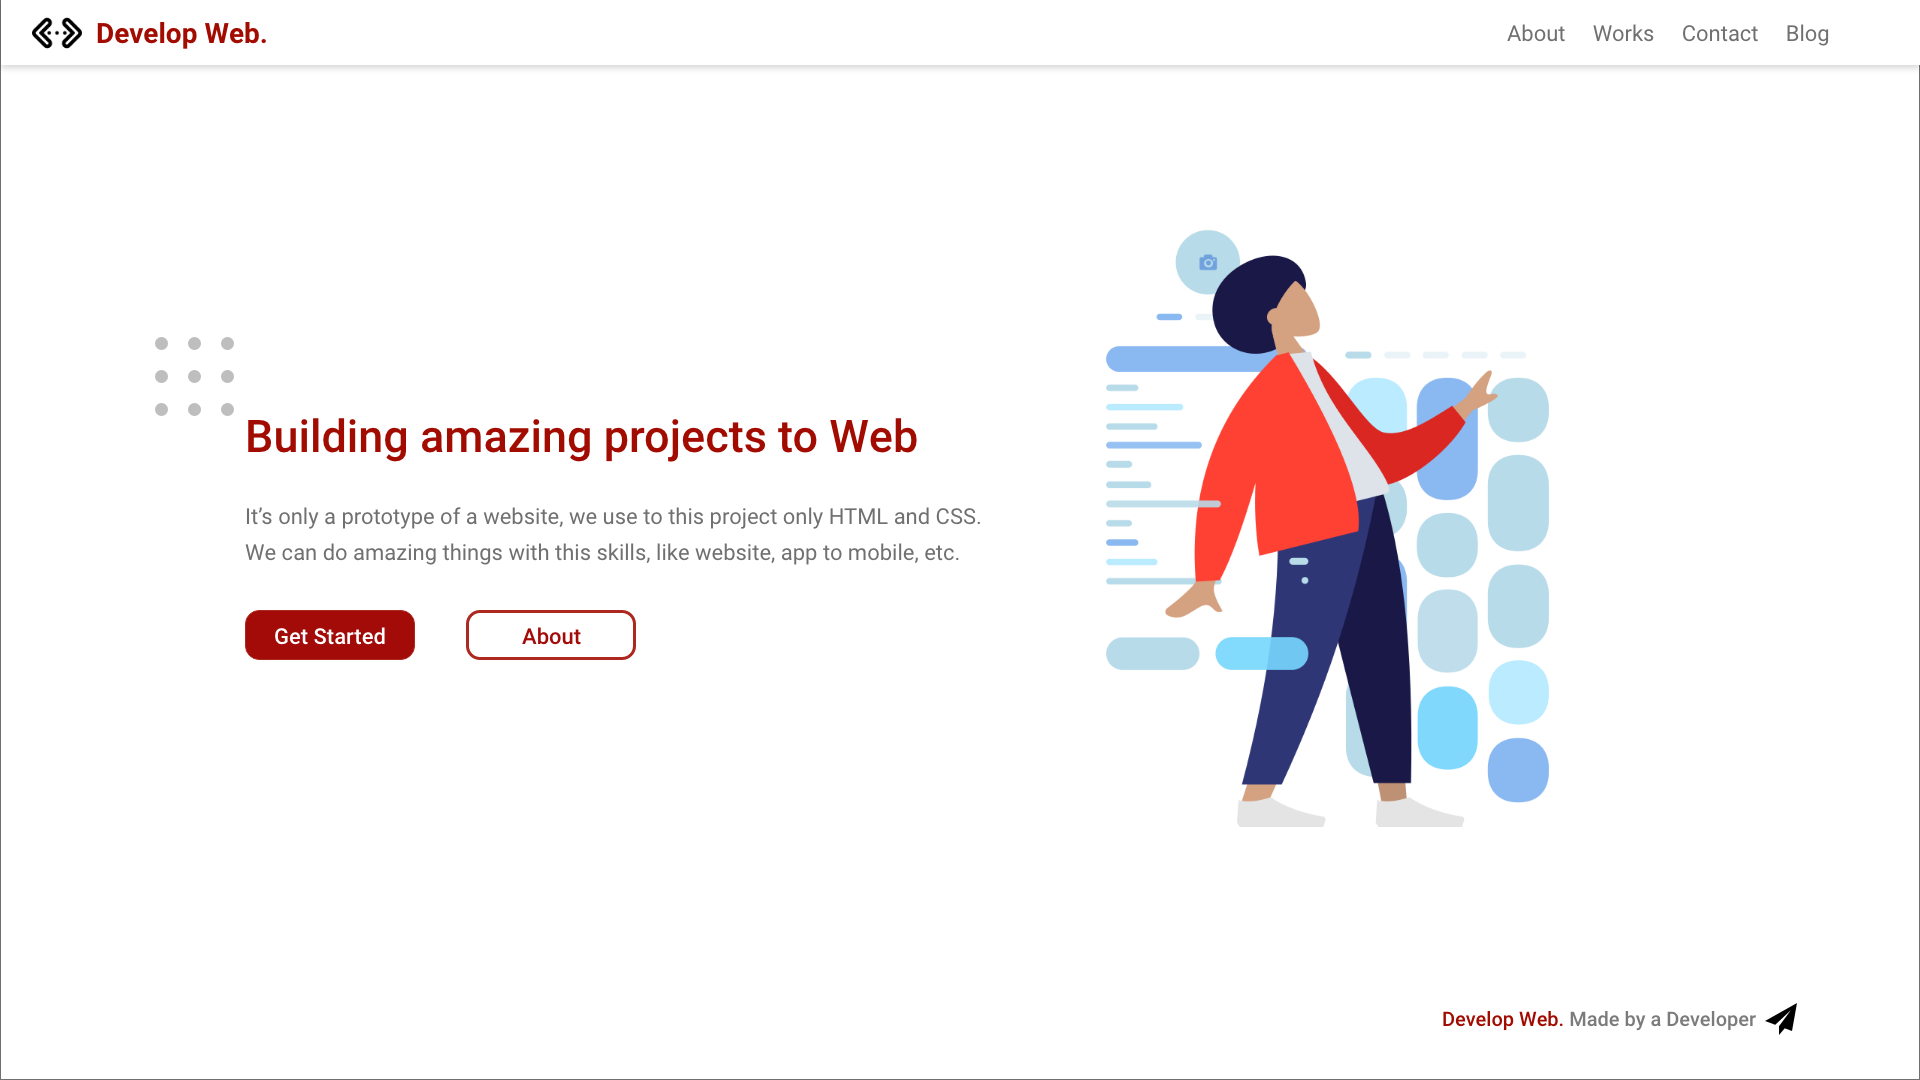 Develop Web.
About Works Contact Blog
Building amazing projects to Web
It’s only a prototype of a website, we use to this project only HTML and CSS.
We can do amazing things with this skills, like website, app to mobile, etc.
Get Started
About
Develop Web. Made by a Developer